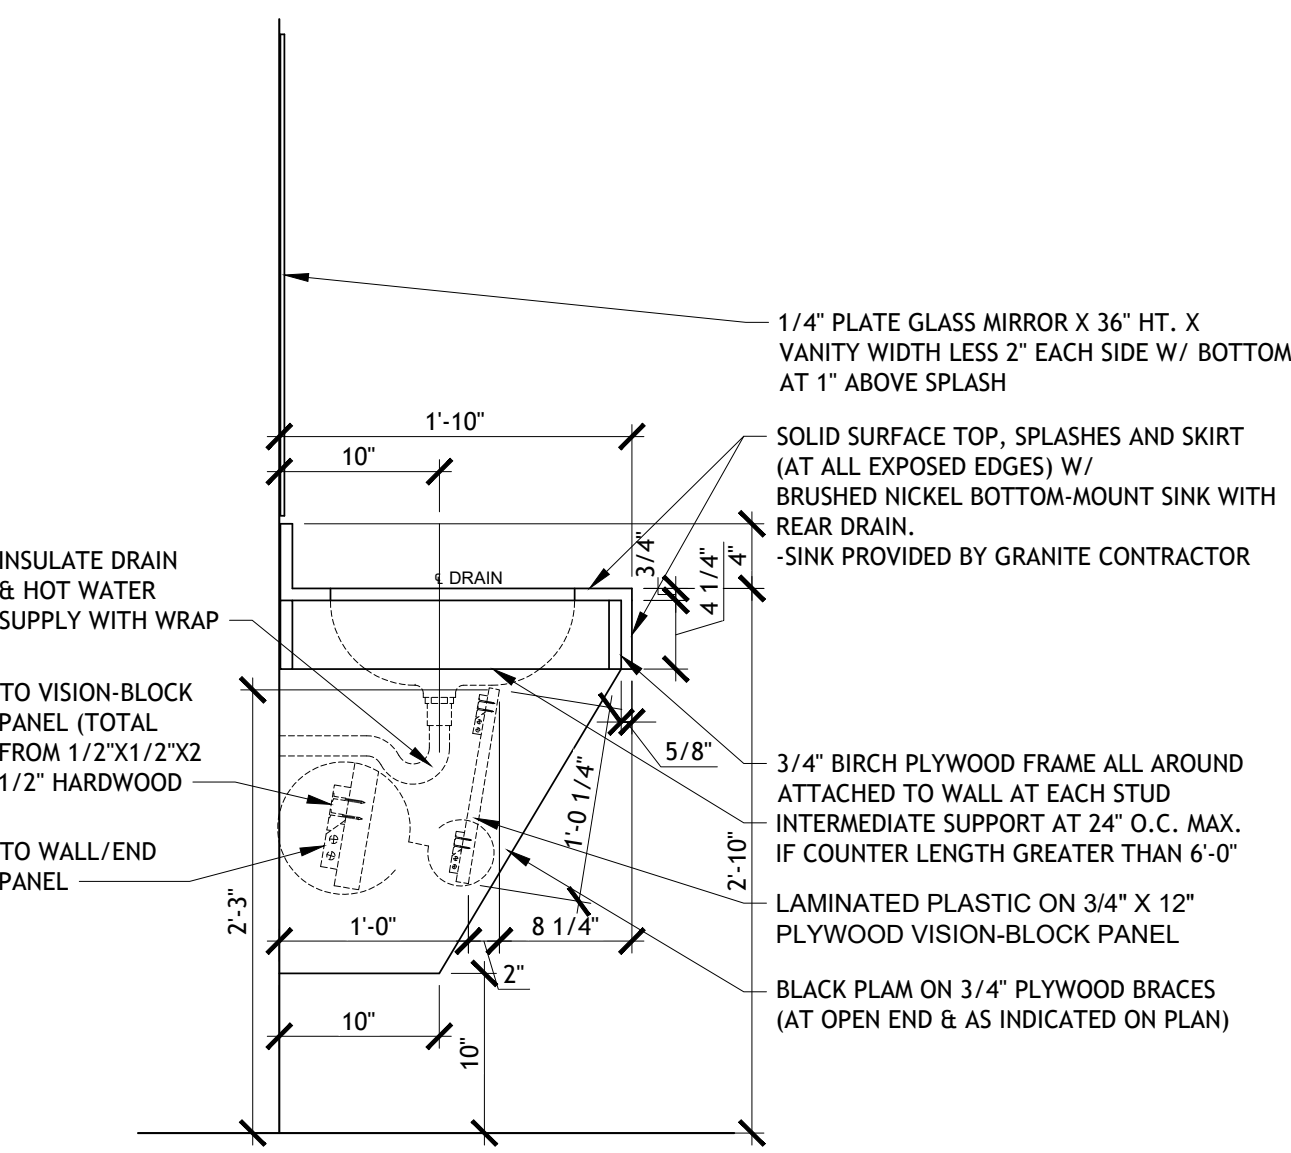 1/4" PLATE GLASS MIRROR X 36" HT. X
VANITY WIDTH LESS 2" EACH SIDE W/ BOTTOM
AT 1" ABOVE SPLASH
1'-10"
10"
SOLID SURFACE TOP, SPLASHES AND SKIRT
(AT ALL EXPOSED EDGES) W/
BRUSHED NICKEL BOTTOM-MOUNT SINK WITH
REAR DRAIN.
-SINK PROVIDED BY GRANITE CONTRACTOR
3/4"
4 1/4"
4"
℄ DRAIN
INSULATE DRAIN
& HOT WATER
SUPPLY WITH WRAP
TO VISION-BLOCK
PANEL (TOTAL
FROM 1/2"X1/2"X2
1/2" HARDWOOD
TO WALL/END
PANEL
5/8"
1'-0 1/4"
3/4" BIRCH PLYWOOD FRAME ALL AROUND
ATTACHED TO WALL AT EACH STUD
INTERMEDIATE SUPPORT AT 24" O.C. MAX.
IF COUNTER LENGTH GREATER THAN 6'-0"
2'-10"
LAMINATED PLASTIC ON 3/4" X 12"
PLYWOOD VISION-BLOCK PANEL
2'-3"
1'-0"
8 1/4"
2"
BLACK PLAM ON 3/4" PLYWOOD BRACES
(AT OPEN END & AS INDICATED ON PLAN)
10"
10"